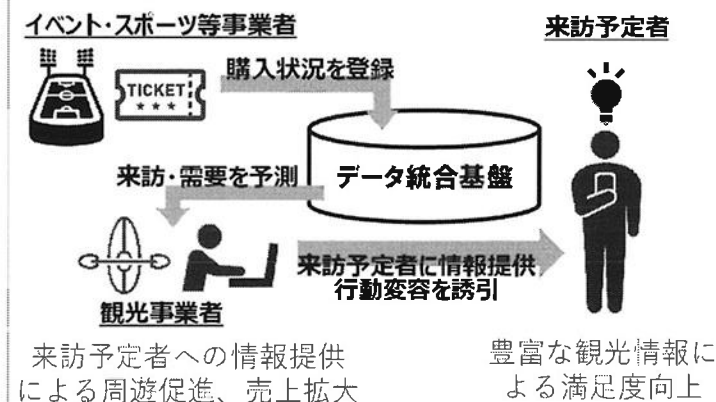 イベント・スポーツ等事業者
来訪予定者
TICKET
購入状況を登録
データ統合基盤
来訪・需要を予測
来訪予定者に情報提供
行動変容を誘引
観光事業者
来訪予定者への情報提供
による周遊促進、売上拡大
豊富な観光情報に
よる満足度向上